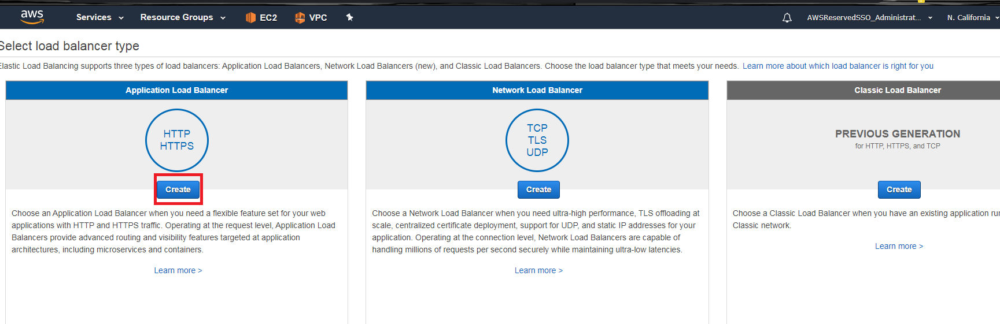 aws Services Resource Groups EC2 VPC AWSReservedSSO_Administrat... N. California
Select load balancer type
Elastic Load Balancing supports three types of load balancers: Application Load Balancers, Network Load Balancers (new), and Classic Load Balancers. Choose the load balancer type that meets your needs. Learn more about which load balancer is right for you
Application Load Balancer
HTTP
HTTPS
Create
Choose an Application Load Balancer when you need a flexible feature set for your web
applications with HTTP and HTTPS traffic. Operating at the request level, Application Load
Balancers provide advanced routing and visibility features targeted at application
architectures, including microservices and containers.
Learn more >
Network Load Balancer
TCP
TLS
UDP
Create
Choose a Network Load Balancer when you need ultra-high performance, TLS offloading at
scale, centralized certificate deployment, support for UDP, and static IP addresses for your
application. Operating at the connection level, Network Load Balancers are capable of
handling millions of requests per second securely while maintaining ultra-low latencies.
Learn more >
Classic Load Balancer
PREVIOUS GENERATION
for HTTP, HTTPS, and TCP
Create
Choose a Classic Load Balancer when you have an existing application
Classic network.
Learn more >